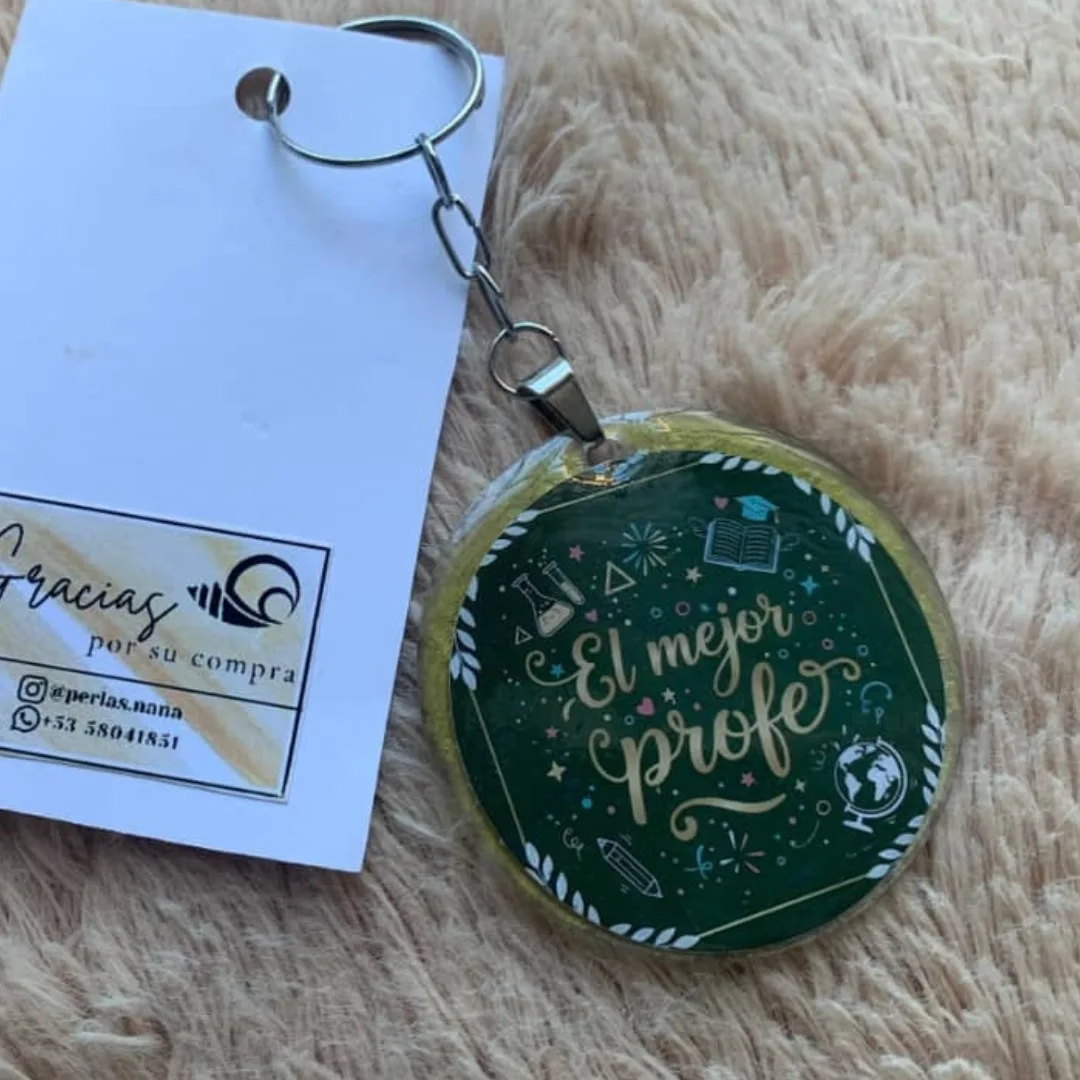 Gracias
por su compra
@perlas.nana
+53 58041851
El mejor
profe